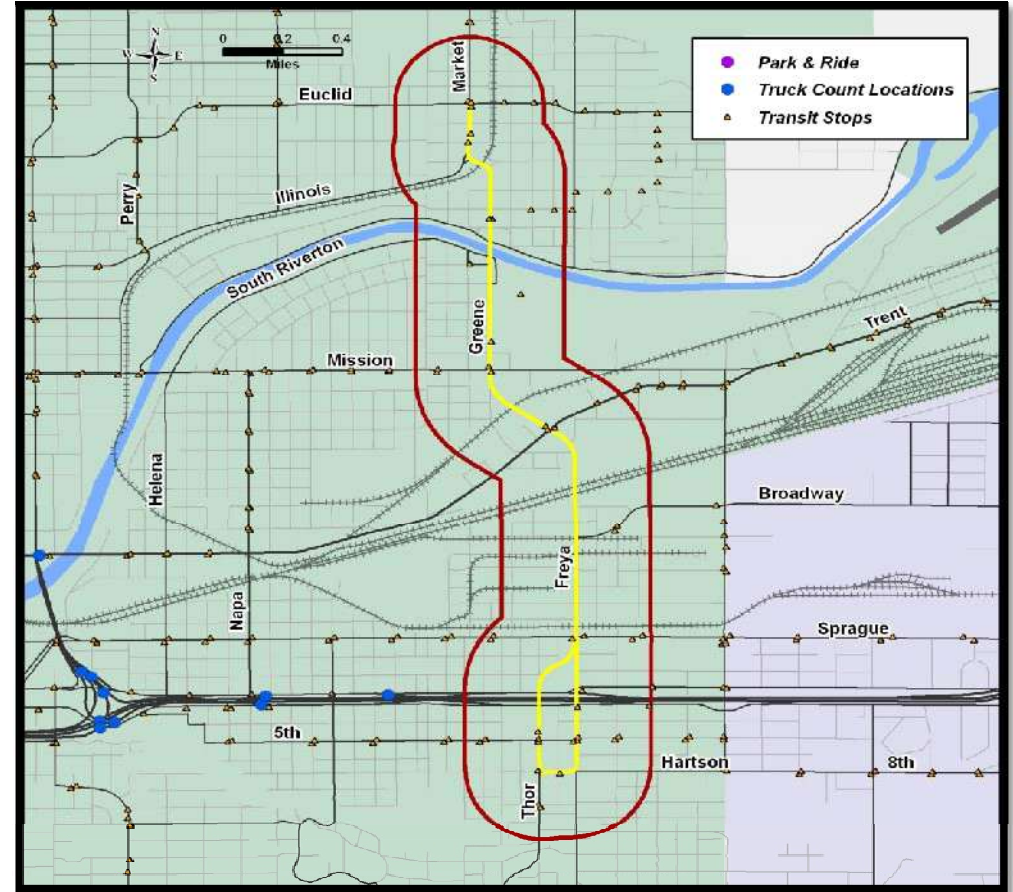 N
W E
S
0 0.2 0.4
Miles
Park & Ride
Truck Count Locations
Transit Stops
Market
Euclid
Perry
Illinois
South Riverton
Greene
Trent
Mission
Helena
Broadway
Freya
Napa
Sprague
5th
Hartson
8th
Thor